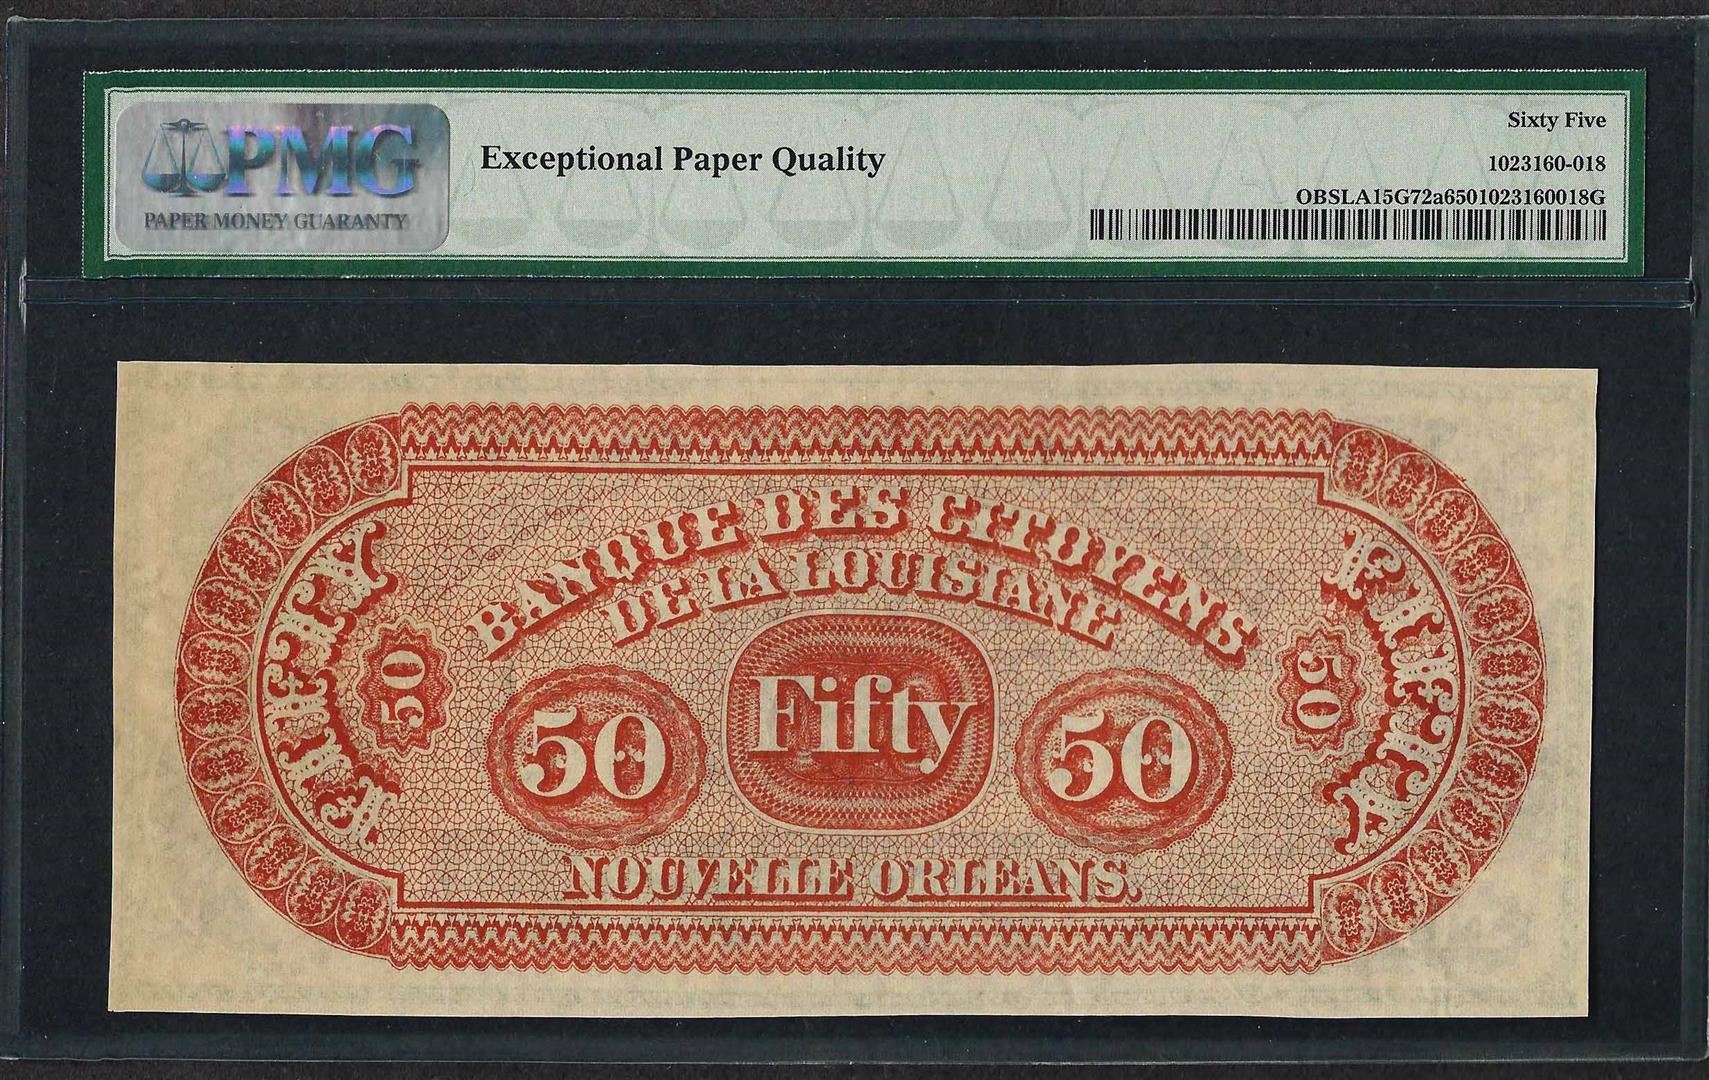 PMG
PAPER MONEY GUARANTY
Exceptional Paper Quality
Sixty Five
1023160-018
OBSLA15G72a6501023160018G
BANQUE DES CITOYENS
DE LA LOUISIANE
FIFTY
50
50
Fifty
50
50
FIFTY
NOUVELLE ORLEANS.